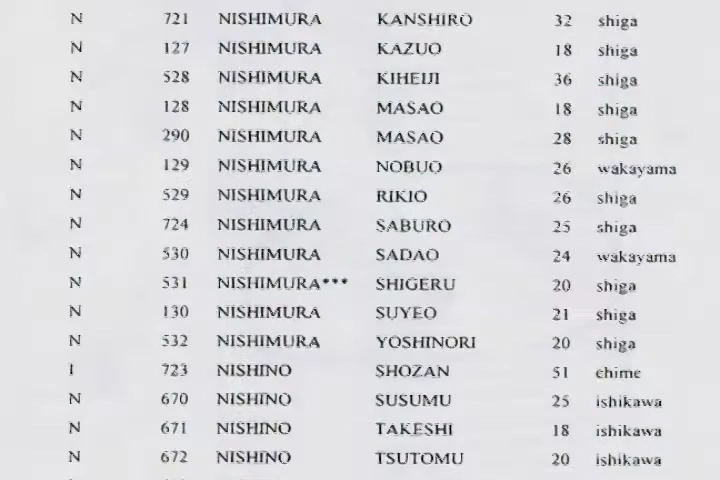 N 721 NISHIMURA KANSHIRO 32 shiga
N 127 NISHIMURA KAZUO 18 shiga
N 528 NISHIMURA KIHEIJI 36 shiga
N 128 NISHIMURA MASAO 18 shiga
N 290 NISHIMURA MASAO 28 shiga
N 129 NISHIMURA NOBUO 26 wakayama
N 529 NISHIMURA RIKIO 26 shiga
N 724 NISHIMURA SABURO 25 shiga
N 530 NISHIMURA SADAO 24 wakayama
N 531 NISHIMURA*** SHIGERU 20 shiga
N 130 NISHIMURA SUYEO 21 shiga
N 532 NISHIMURA YOSHINORI 20 shiga
I 723 NISHINO SHOZAN 51 ehime
N 670 NISHINO SUSUMU 25 ishikawa
N 671 NISHINO TAKESHI 18 ishikawa
N 672 NISHINO TSUTOMU 20 ishikawa